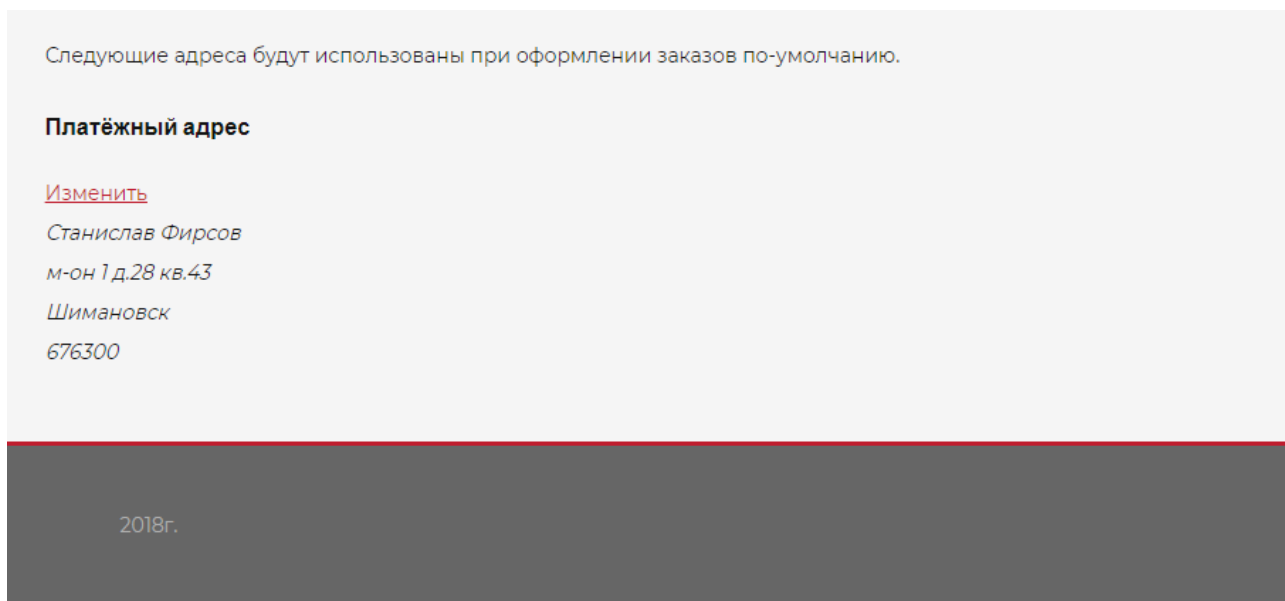 Следующие адреса будут использованы при оформлении заказов по-умолчанию.
Платёжный адрес
Изменить
Станислав Фирсов
м-он 1 д.28 кв.43
Шимановск
676300
2018г.